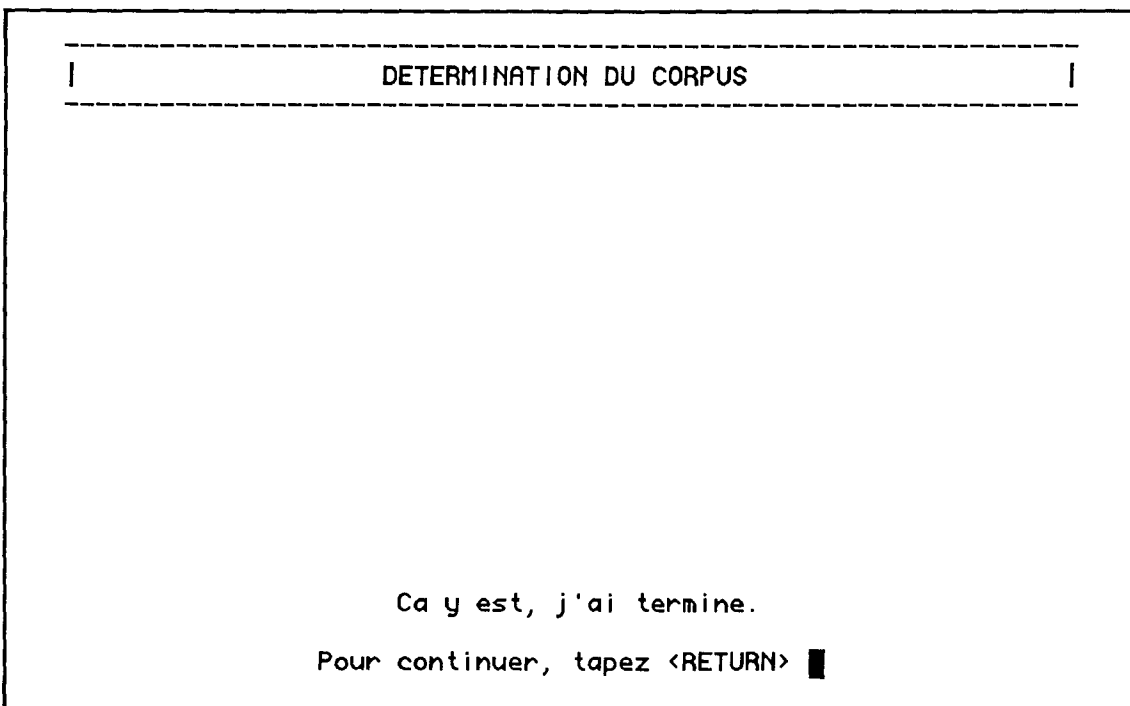 | DETERMINATION DU CORPUS |
Ca y est, j'ai termine.
Pour continuer, tapez <RETURN>